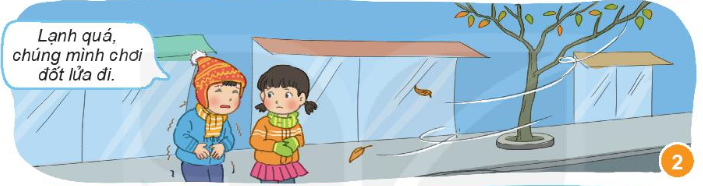 Lạnh quá,
chúng mình chơi
đốt lửa đi.
2